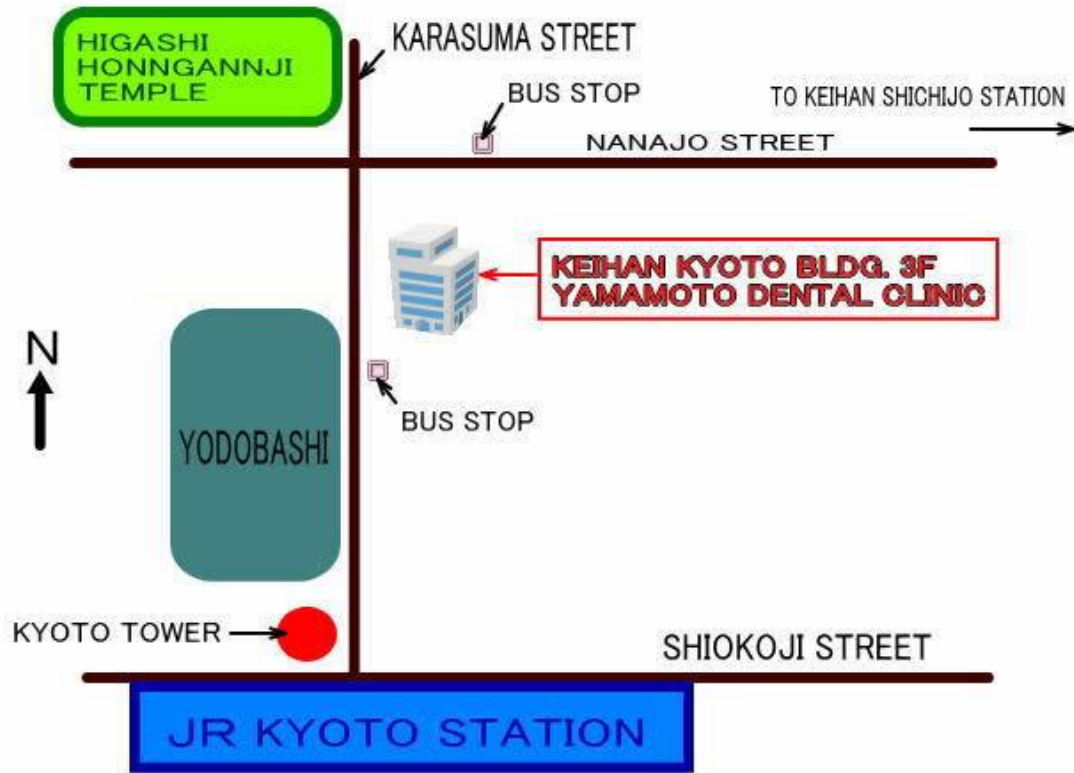 HIGASHI
HONNGANNJI
TEMPLE
KARASUMA STREET
BUS STOP
TO KEIHAN SHICHIJO STATION
NANAJO STREET
KEIHAN KYOTO BLDG. 3F
YAMAMOTO DENTAL CLINIC
N
BUS STOP
YODOBASHI
KYOTO TOWER
SHIOKOJI STREET
JR KYOTO STATION